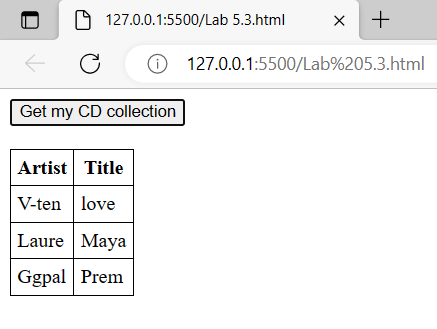 127.0.0.1:5500/Lab 5.3.html
127.0.0.1:5500/Lab%205.3.html
Get my CD collection
Artist Title
V-ten love
Laure Maya
Ggpal Prem